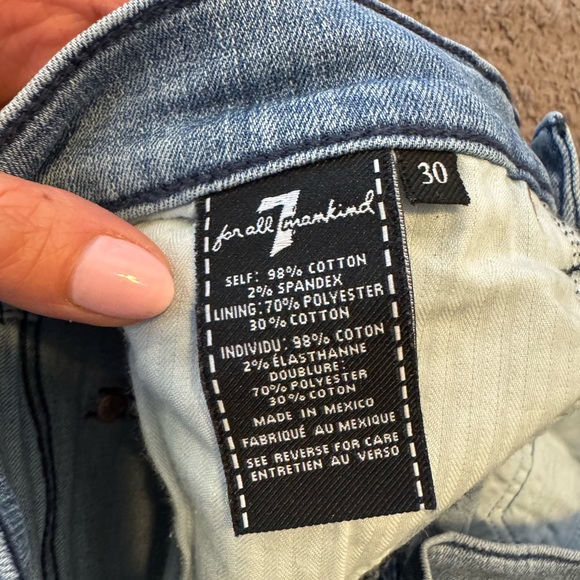 30
7
for all mankind
SELF: 98% COTTON
2% SPANDEX
LINING: 70% POLYESTER
30% COTTON
INDIVIDU: 98% COTON
2% ÉLASTHANNE
DOUBLURE:
70% POLYESTER
30% COTON
MADE IN MEXICO
FABRIQUÉ AU MEXIQUE
SEE REVERSE FOR CARE
ENTRETIEN AU VERSO